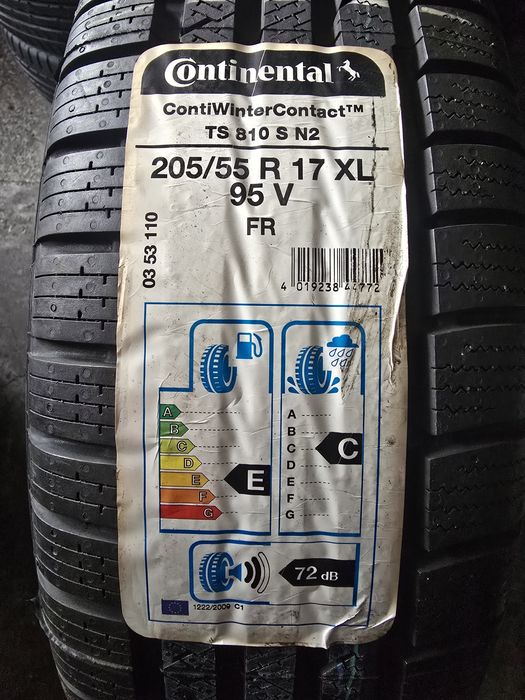 Continental
ContiWinterContact™
TS 810 S N2
205/55 R 17 XL
95 V
FR
03 53 110
4 019238 444772
A
B
C
D
E
F
G
E
A
B
C
D
E
F
G
C
72 dB
1222/2009 C1